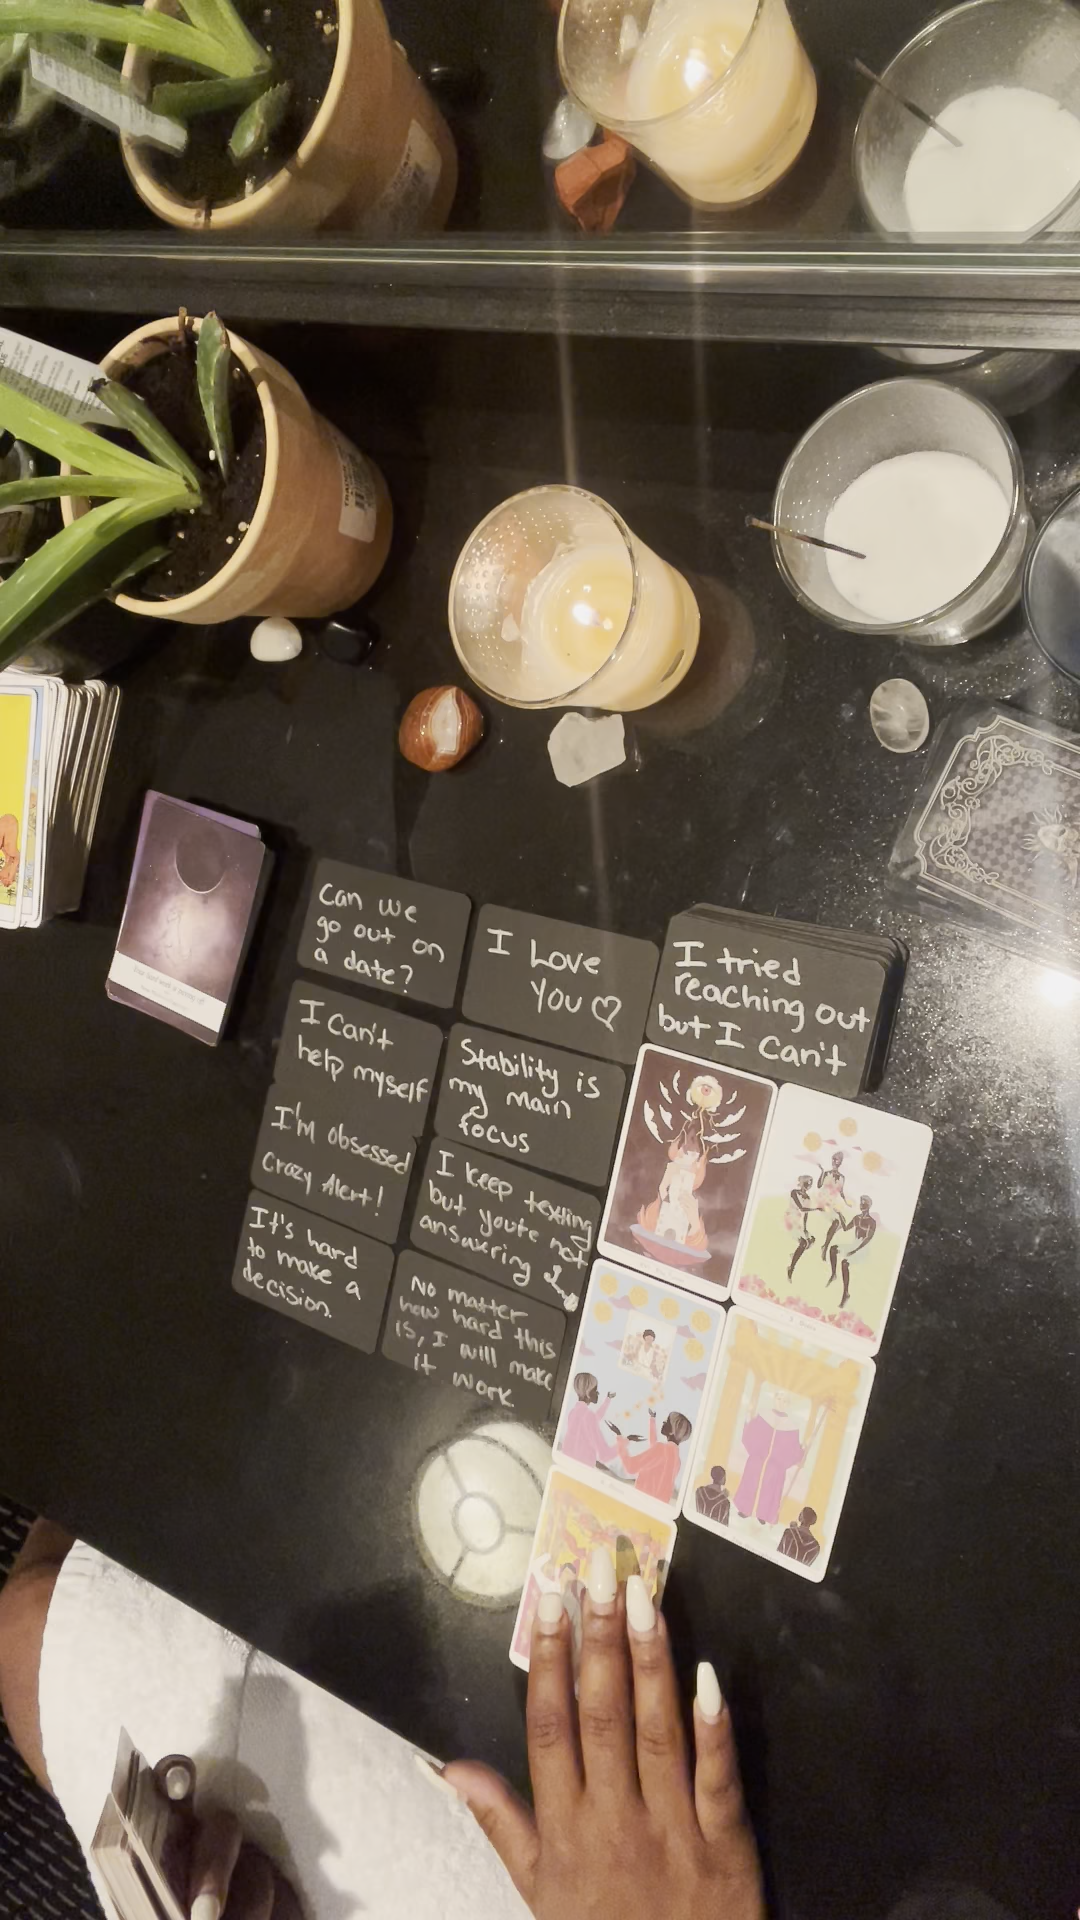 Can we
go out on
a date?
I Love
You ♡
I tried
reaching out
but I can't
I Can't
help myself
Stability is
my main
focus
I'm obsessed
Crazy Alert!
I Keep texting
but you're not
answering
It's hard
to make a
decision.
No matter
how hard this
is, I will make
it work.